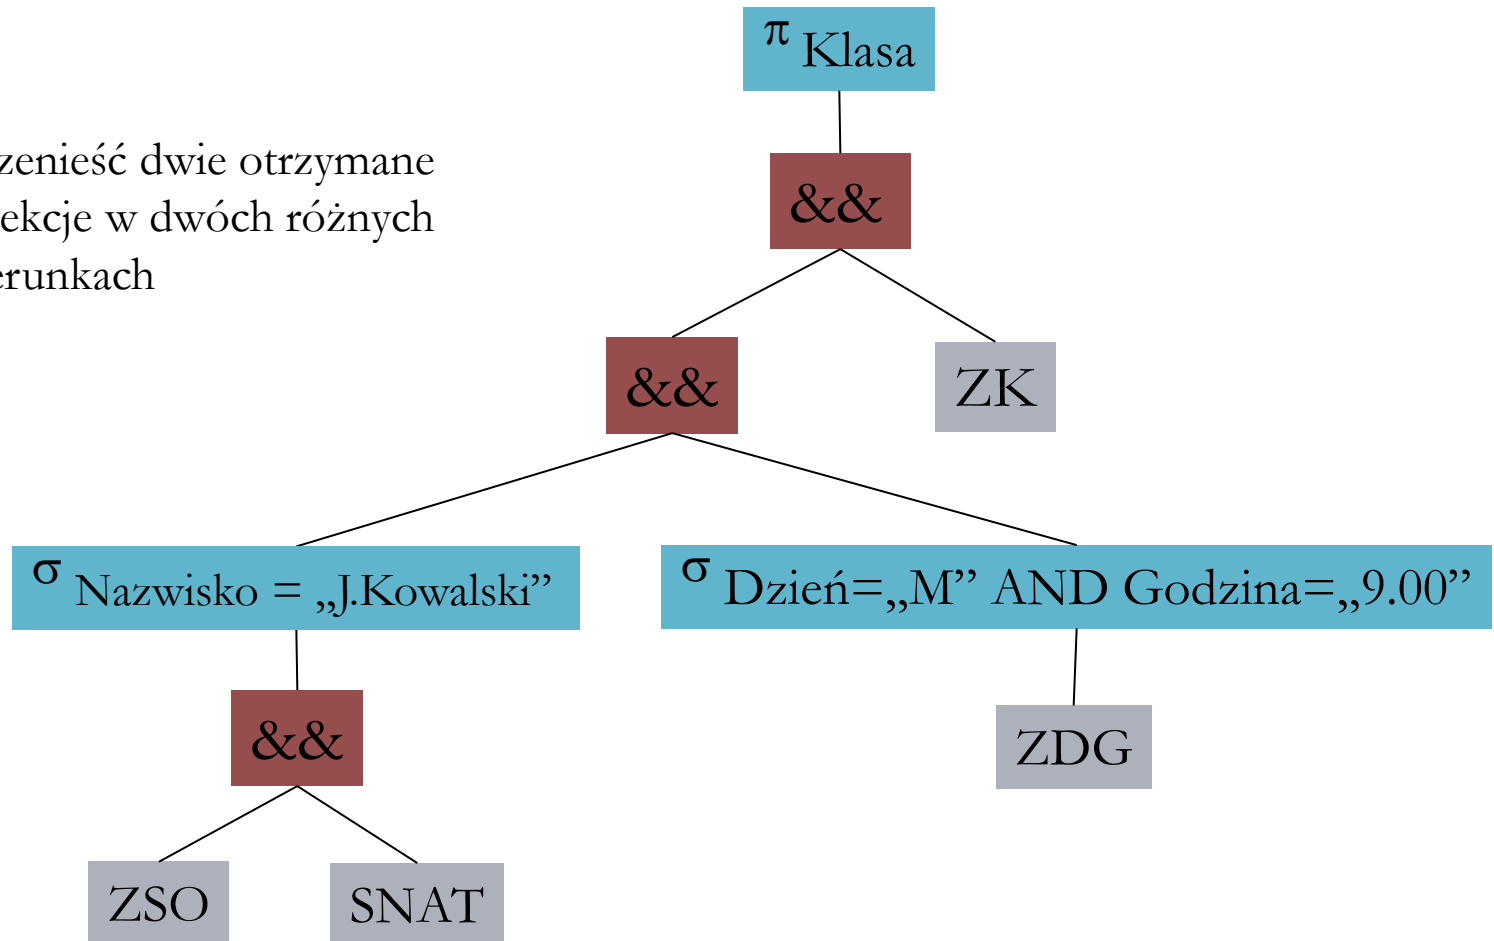 π Klasa
zenieść dwie otrzymane
ekcje w dwóch różnych
erunkach
&&
&&
ZK
σ Nazwisko = „J.Kowalski”
σ Dzień=„M” AND Godzina=„9.00”
&&
ZDG
ZSO
SNAT